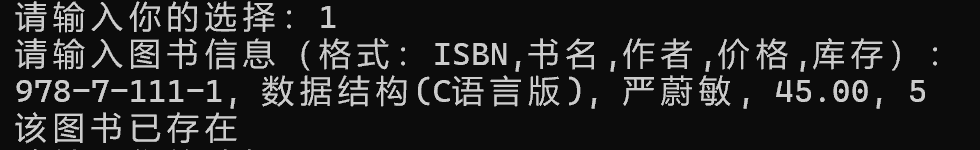 请输入你的选择: 1
请输入图书信息 (格式: ISBN,书名,作者,价格,库存) :
978-7-111-1, 数据结构(C语言版), 严蔚敏, 45.00, 5
该图书已存在